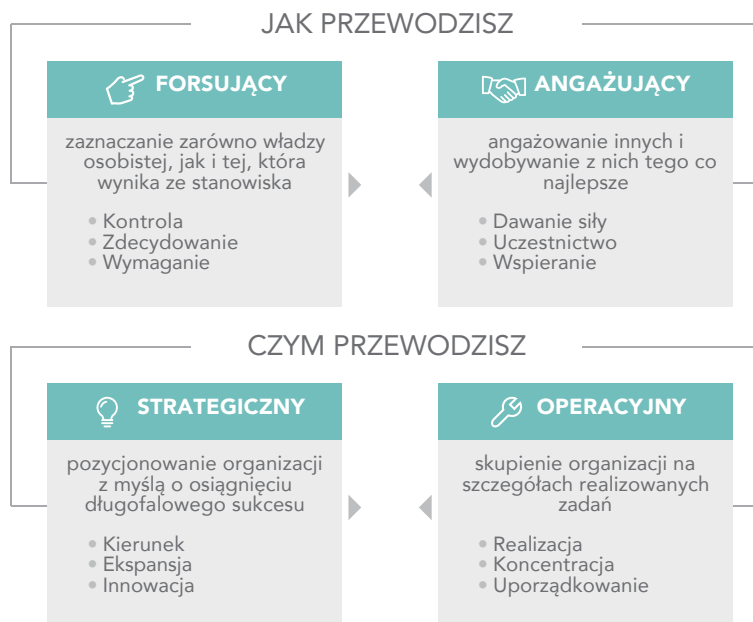 JAK PRZEWODZISZ
FORSUJĄCY
zaznaczanie zarówno władzy
osobistej, jak i tej, która
wynika ze stanowiska
• Kontrola
• Zdecydowanie
• Wymaganie
ANGAŻUJĄCY
angażowanie innych i
wydobywanie z nich tego co
najlepsze
• Dawanie siły
• Uczestnictwo
• Wspieranie
CZYM PRZEWODZISZ
STRATEGICZNY
pozycjonowanie organizacji
z myślą o osiągnięciu
długofalowego sukcesu
• Kierunek
• Ekspansja
• Innowacja
OPERACYJNY
skupienie organizacji na
szczegółach realizowanych
zadań
• Realizacja
• Koncentracja
• Uporządkowanie